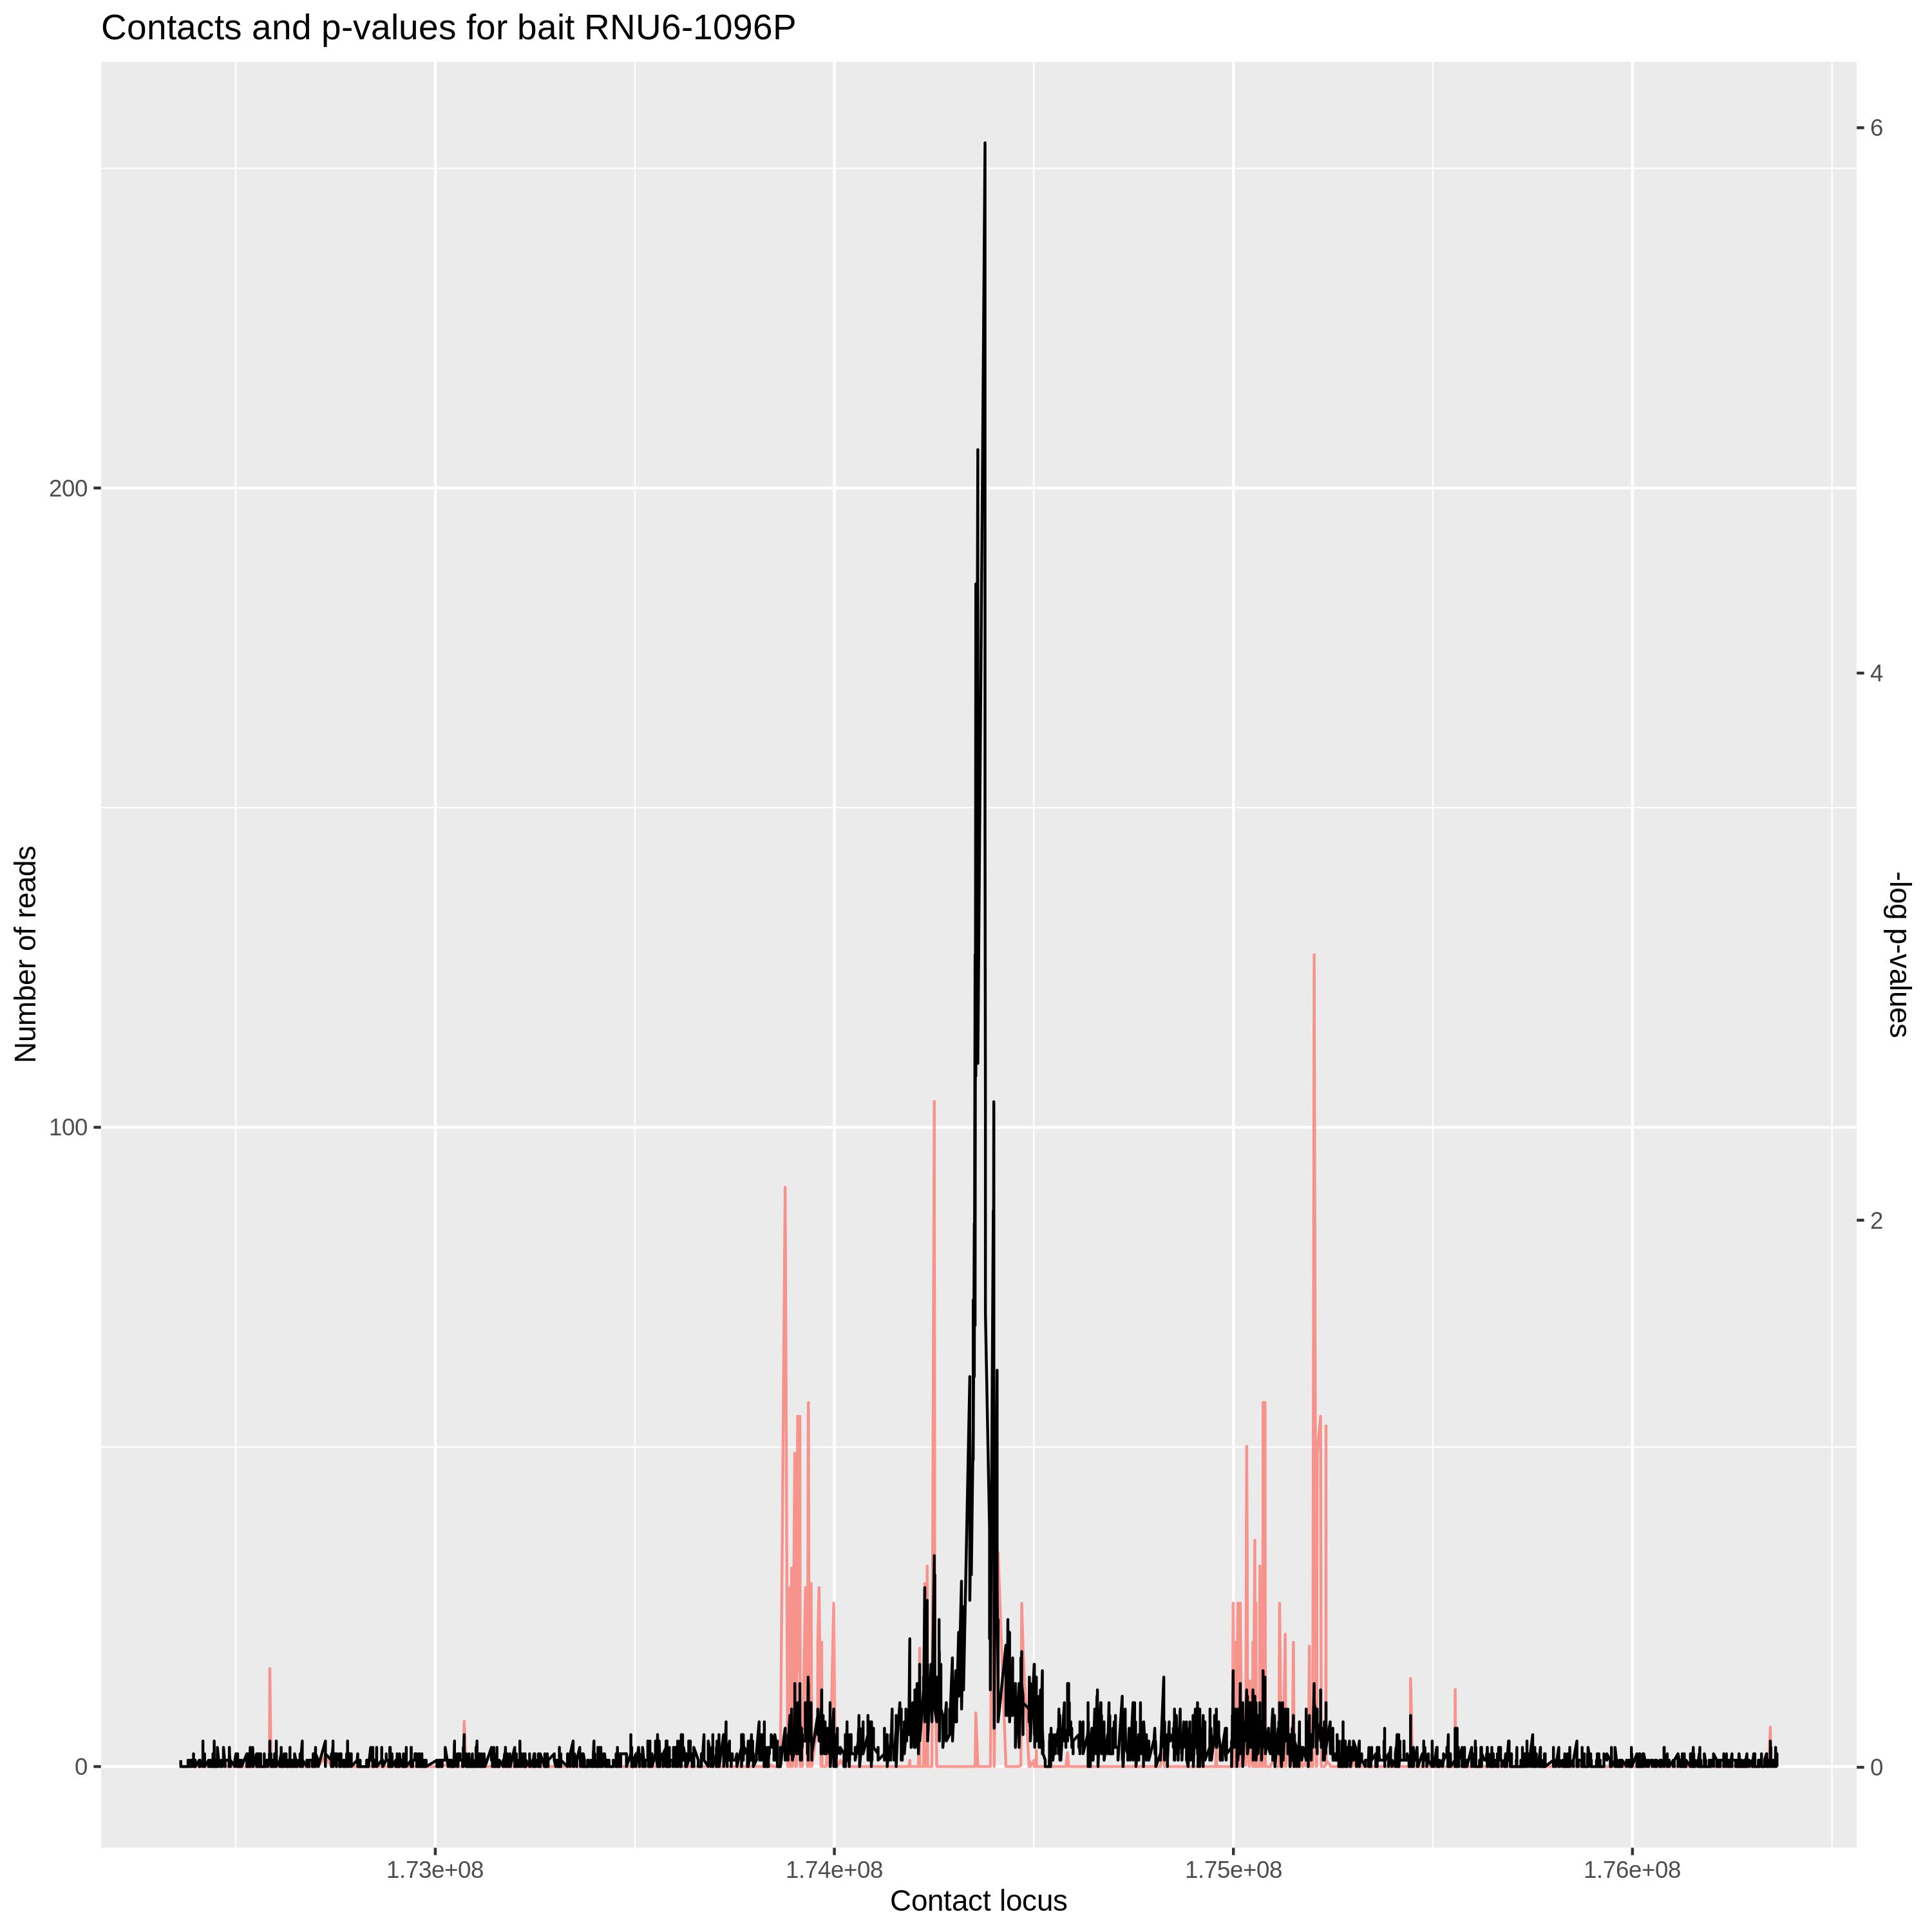 Contacts and p-values for bait RNU6-1096P
Number of reads
200
100
0
6
4
2
0
-log p-values
1.73e+08 1.74e+08 1.75e+08 1.76e+08
Contact locus